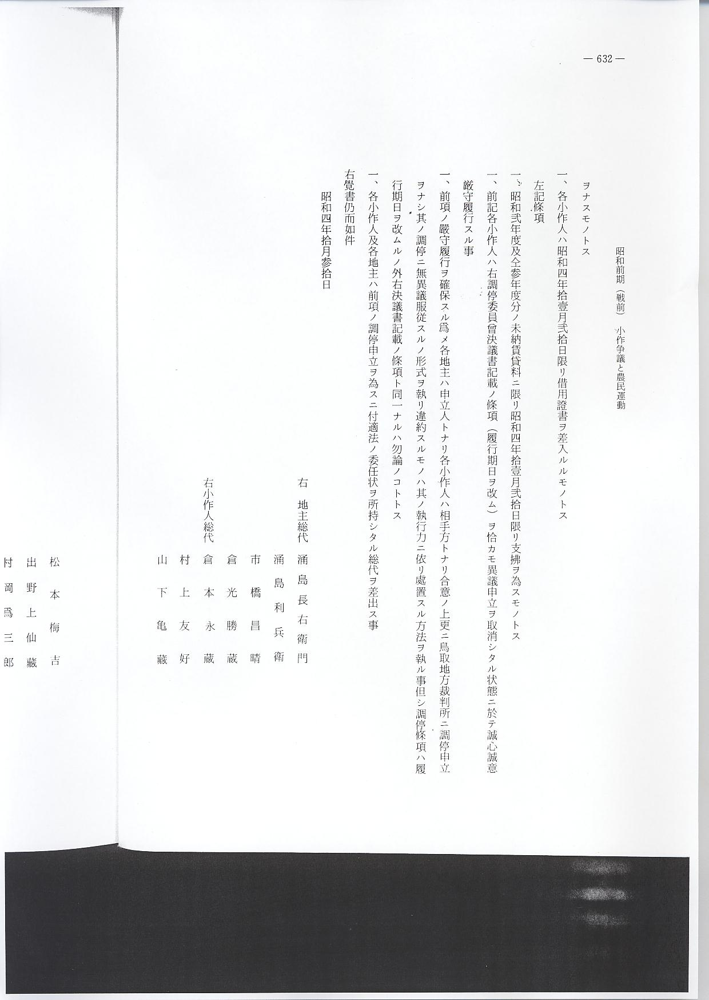 ― 632 ―
昭和前期（戦前）　小作争議と農民運動
ヲナスモノトス
一、各小作人ハ昭和四年拾壹月弐拾日限リ借用證書ヲ差入ルルモノトス
左記條項
一、昭和弐年度及仝参年度分ノ未納賃貸料ニ限リ昭和四年拾壹月弐拾日限リ支拂ヲ為スモノトス
一、前記各小作人ハ右調停委員會決議書記載ノ條項（履行期日ヲ改ム）ヲ恰カモ異議申立ヲ取消シタル状態ニ於テ誠心誠意
厳守履行スル事
一、前項ノ嚴守履行ヲ確保スル爲メ各地主ハ申立人トナリ各小作人ハ相手方トナリ合意ノ上更ニ鳥取地方裁判所ニ調停申立
ヲナシ其ノ調停ニ無異議服従スルノ形式ヲ執リ違約スルモノハ其ノ執行力ニ依リ處置スル方法ヲ執ル事但シ調停條項ハ履
行期日ヲ改ムルノ外右決議書記載ノ條項ト同一ナルハ勿論ノコトトス
一、各小作人及各地主ハ前項ノ調停申立ヲ為スニ付適法ノ委任状ヲ所持シタル総代ヲ差出ス事
右覺書仍而如件
昭和四年拾月参拾日
右　地主総代　涌島長右衛門
涌島利兵衛
市橋昌晴
倉光勝蔵
右小作人総代　倉本永蔵
村上友好
山下亀藏
松本梅吉
出野上仙藏
村岡爲三郎